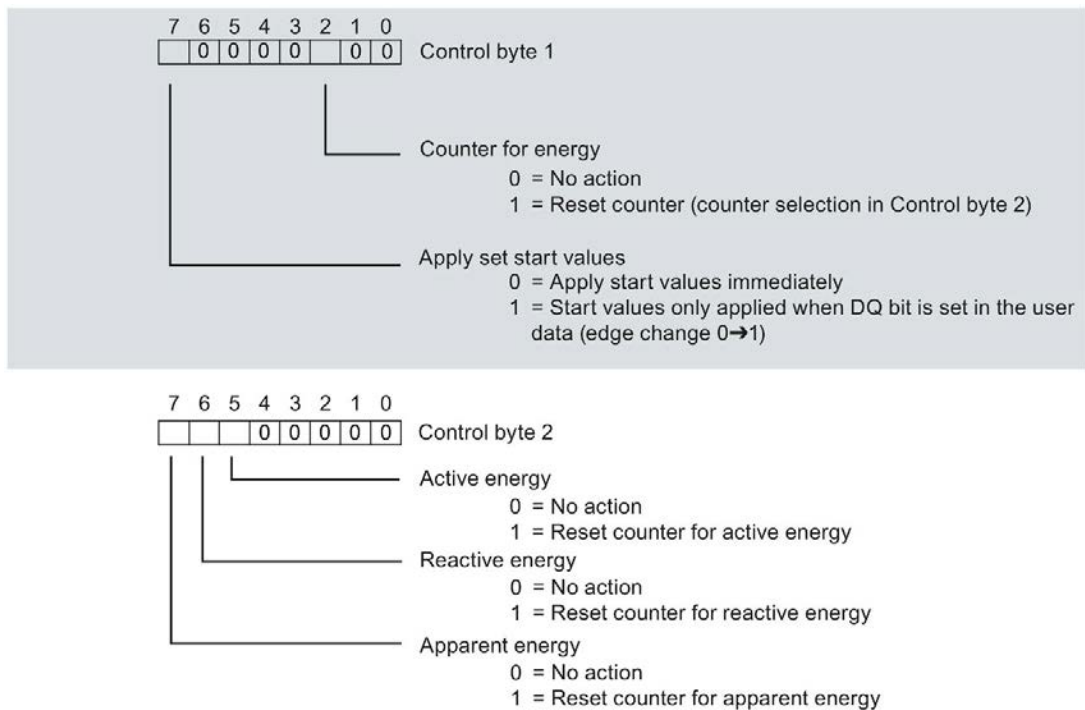 7 6 5 4 3 2 1 0
0 0 0 0 0 0 Control byte 1
Counter for energy
0 = No action
1 = Reset counter (counter selection in Control byte 2)
Apply set start values
0 = Apply start values immediately
1 = Start values only applied when DQ bit is set in the user
data (edge change 0➔1)
7 6 5 4 3 2 1 0
0 0 0 0 0 Control byte 2
Active energy
0 = No action
1 = Reset counter for active energy
Reactive energy
0 = No action
1 = Reset counter for reactive energy
Apparent energy
0 = No action
1 = Reset counter for apparent energy